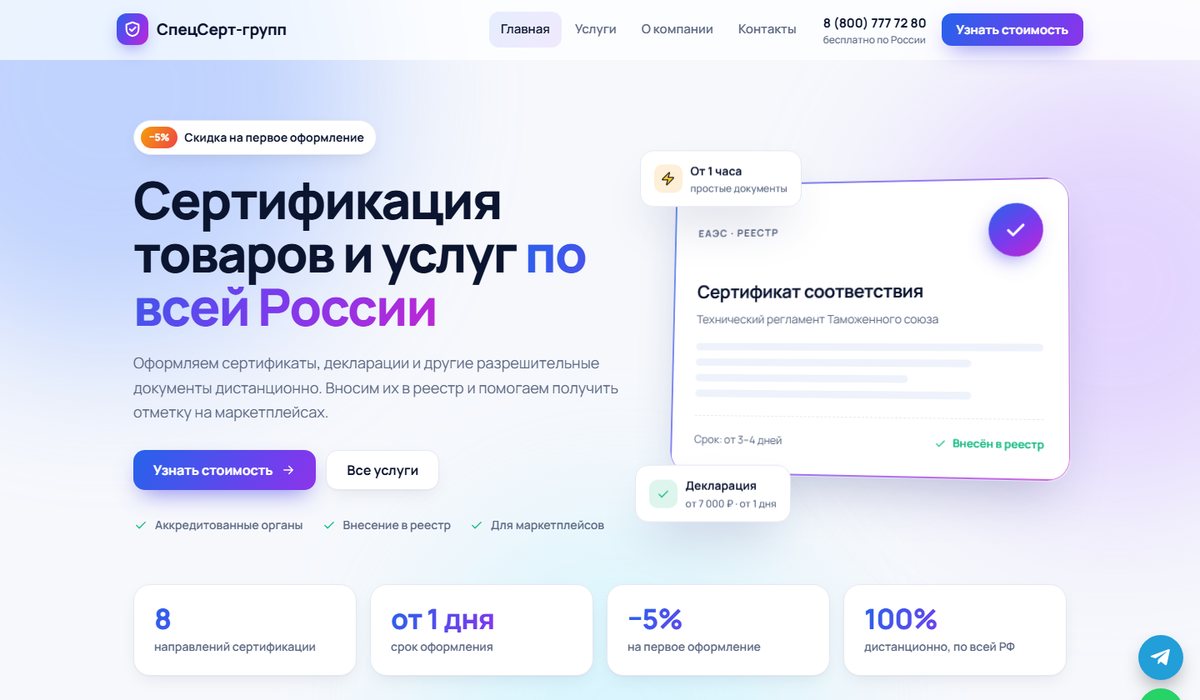 СпецСерт-групп
Главная
Услуги
О компании
Контакты
8 (800) 777 72 80
бесплатно по России
Узнать стоимость
−5%
Скидка на первое оформление
Сертификация
товаров и услуг по
всей России
Оформляем сертификаты, декларации и другие разрешительные
документы дистанционно. Вносим их в реестр и помогаем получить
отметку на маркетплейсах.
Узнать стоимость →
Все услуги
Аккредитованные органы
Внесение в реестр
Для маркетплейсов
От 1 часа
простые документы
ЕАЭС · РЕЕСТР
Сертификат соответствия
Технический регламент Таможенного союза
Срок: от 3–4 дней
Внесён в реестр
Декларация
от 7 000 ₽ · от 1 дня
8
направлений сертификации
от 1 дня
срок оформления
−5%
на первое оформление
100%
дистанционно, по всей РФ